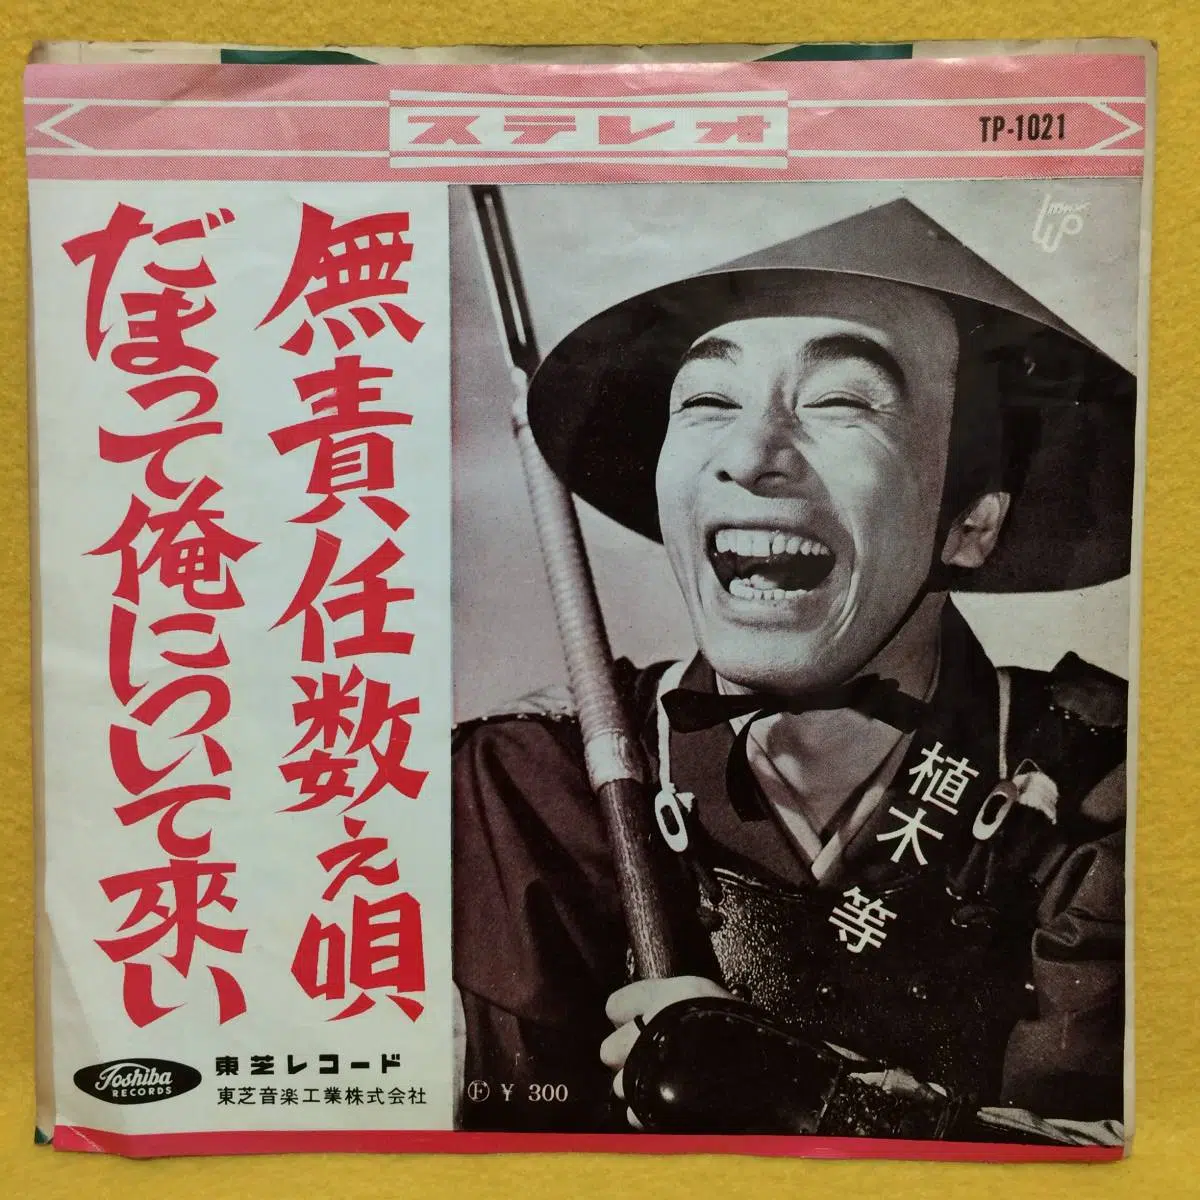 ステレオ
TP-1021
無責任数え唄
だまって俺について来い
植木等
Toshiba
RECORDS
東芝レコード
東芝音楽工業株式会社
Ⓕ ¥ 300